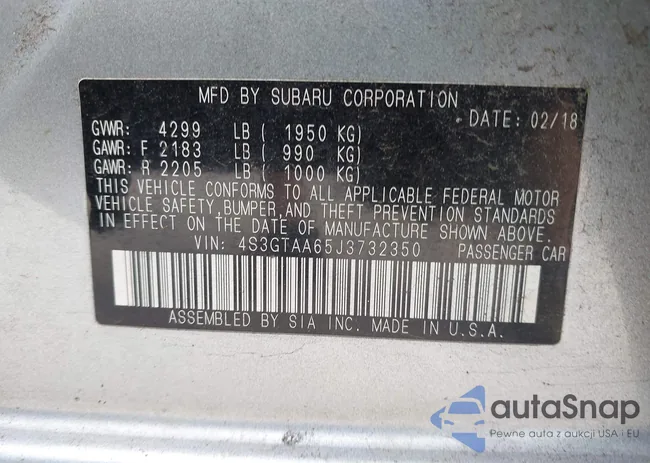 MFD BY SUBARU CORPORATION
DATE: 02/18
GVWR: 4299 LB ( 1950 KG)
GAWR: F 2183 LB ( 990 KG)
GAWR: R 2205 LB ( 1000 KG)
THIS VEHICLE CONFORMS TO ALL APPLICABLE FEDERAL MOTOR
VEHICLE SAFETY, BUMPER, AND THEFT PREVENTION STANDARDS
IN EFFECT ON THE DATE OF MANUFACTURE SHOWN ABOVE.
VIN: 4S3GTAA65J3732350 PASSENGER CAR
ASSEMBLED BY SIA INC. MADE IN U.S.A.
autoSnap
Pewne auta z aukcji USA i EU